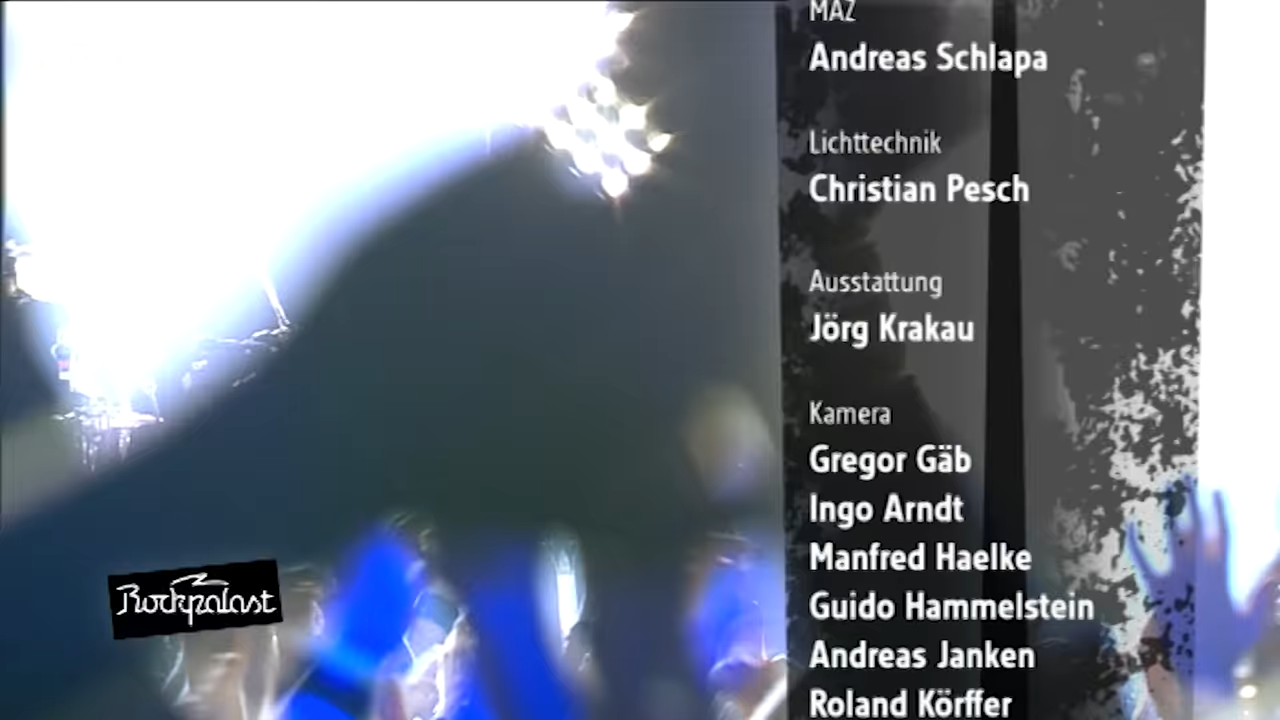 MAZ
Andreas Schlapa
Lichttechnik
Christian Pesch
Ausstattung
Jörg Krakau
Kamera
Gregor Gäb
Ingo Arndt
Manfred Haelke
Guido Hammelstein
Andreas Janken
Roland Körffer
Rockpalast